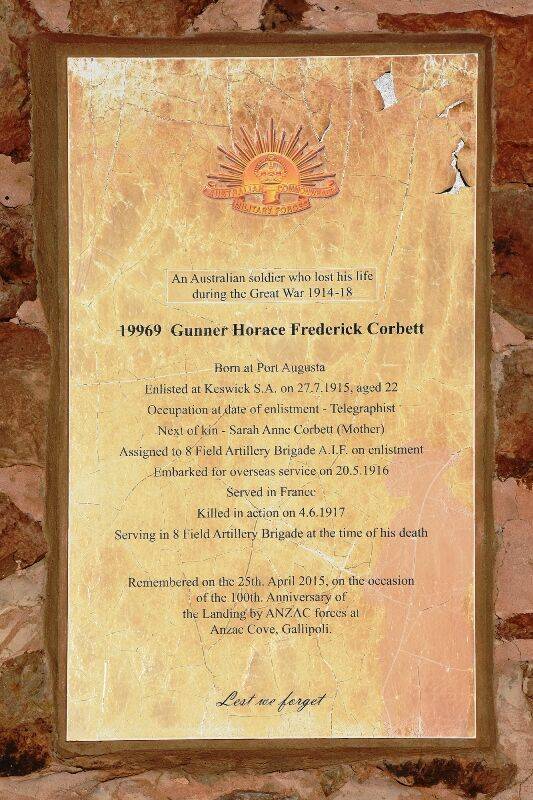 AUSTRALIAN COMMONWEALTH
MILITARY FORCES
An Australian soldier who lost his life
during the Great War 1914-18
19969 Gunner Horace Frederick Corbett
Born at Port Augusta
Enlisted at Keswick S.A. on 27.7.1915, aged 22
Occupation at date of enlistment - Telegraphist
Next of kin - Sarah Anne Corbett (Mother)
Assigned to 8 Field Artillery Brigade A.I.F. on enlistment
Embarked for overseas service on 20.5.1916
Served in France
Killed in action on 4.6.1917
Serving in 8 Field Artillery Brigade at the time of his death
Remembered on the 25th. April 2015, on the occasion
of the 100th. Anniversary of
the Landing by ANZAC forces at
Anzac Cove, Gallipoli.
Lest we forget